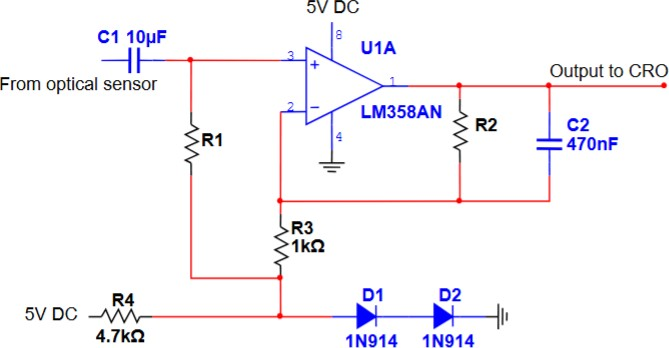 5V DC
C1 10µF
8
U1A
3
+
From optical sensor
1
Output to CRO
2
−
LM358AN
R2
C2
470nF
R1
4
R3
1kΩ
R4
D1
D2
5V DC
4.7kΩ
1N914
1N914